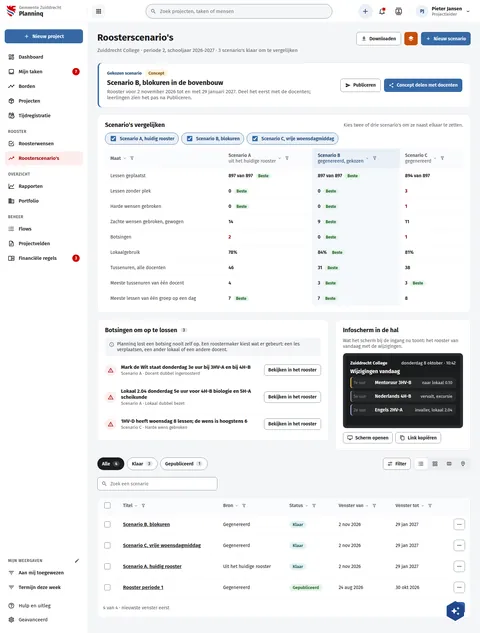 Gemeente Zuiddrecht
Planning
Zoek projecten, taken of mensen
Pieter Jansen
Projectleider
+ Nieuw project
Dashboard
Mijn taken
Borden
Projecten
Tijdregistratie
ROOSTER
Roosterwensen
Roosterscenario's
OVERZICHT
Rapporten
Portfolio
BEHEER
Flows
Projectvelden
Financiële regels
MIJN WEERGAVEN
Aan mij toegewezen
Termijn deze week
Hulp en uitleg
Geavanceerd
Roosterscenario's
Zuiddrecht College - periode 2, schooljaar 2026-2027 · 3 scenario's klaar om te vergelijken
Downloaden
+ Nieuw scenario
Gekozen scenario Concept
Scenario B, blokuren in de bovenbouw
Rooster voor 2 november 2026 tot en met 29 januari 2027. Deel het eerst met de docenten;
leerlingen zien het pas na Publiceren.
Publiceren
Concept delen met docenten
Scenario's vergelijken
Kies twee of drie scenario's om ze naast elkaar te zetten.
Scenario A, huidig rooster
Scenario B, blokuren
Scenario C, vrije woensdagmiddag
Maat
Scenario A
uit het huidige rooster
Scenario B
gegenereerd, gekozen
Scenario C
gegenereerd
Lessen geplaatst 897 van 897 Beste 897 van 897 Beste 894 van 897
Lessen zonder plek 0 Beste 0 Beste 3
Harde wensen gebroken 0 Beste 0 Beste 1
Zachte wensen gebroken, gewogen 14 9 Beste 11
Botsingen 2 0 Beste 1
Lokaalgebruik 78% 84% Beste 81%
Tussenuren, alle docenten 46 31 Beste 38
Meeste tussenuren van één docent 4 3 Beste 3 Beste
Meeste lessen van één groep op een dag 7 Beste 7 Beste 8
Botsingen om op te lossen 3
Planning lost een botsing nooit zelf op. Een roostermaker kiest wat er gebeurt: een les
verplaatsen, een ander lokaal of een andere docent.
Mark de Wit staat donderdag 3e uur bij 3HV-A en bij 4H-B
Scenario A · Docent dubbel ingeroosterd
Bekijken in het rooster
Lokaal 2.04 donderdag 5e uur voor 4H-B biologie en 5H-A
scheikunde
Scenario A · Lokaal dubbel bezet
Bekijken in het rooster
1HV-D heeft woensdag 8 lessen; de wens is hoogstens 6
Scenario C · Harde wens gebroken
Bekijken in het rooster
Infoscherm in de hal
Wat het scherm bij de ingang nu toont: het rooster van
vandaag met de wijzigingen.
Zuiddrecht College
donderdag 8 oktober · 10:42
Wijzigingen vandaag
Mentoruur 3HV-B
naar lokaal 0.10
Nederlands 4H-B
vervalt, excursie
Engels 2HV-A
invaller, lokaal 2.04
Scherm openen
Link kopiëren
Alle 4
Klaar 3
Gepubliceerd 1
Filter
Zoek een scenario
Titel Bron Status Venster van Venster tot
Scenario B, blokuren Gegenereerd Klaar 2 nov 2026 29 jan 2027
Scenario C, vrije woensdagmiddag Gegenereerd Klaar 2 nov 2026 29 jan 2027
Scenario A, huidig rooster Uit het huidige rooster Klaar 2 nov 2026 29 jan 2027
Rooster periode 1 Gegenereerd Gepubliceerd 24 aug 2026 30 okt 2026
4 van 4 · nieuwste venster eerst